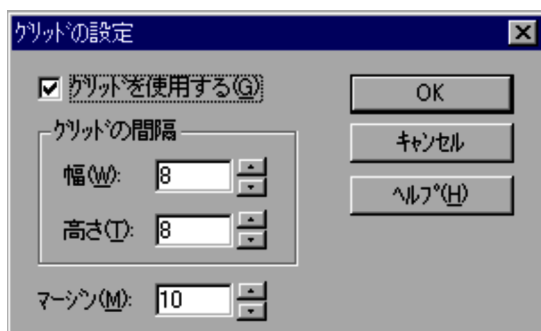 ｸﾞﾘｯﾄﾞの設定
ｸﾞﾘｯﾄﾞを使用する(G)
ｸﾞﾘｯﾄﾞの間隔
幅(W): 8
高さ(T): 8
ﾏｰｼﾞﾝ(M): 10
OK
ｷｬﾝｾﾙ
ﾍﾙﾌﾟ(H)